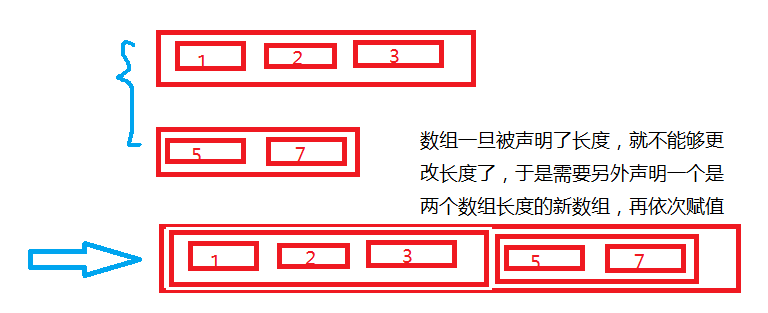 1 2 3
5 7
数组一旦被声明了长度，就不能够更
改长度了，于是需要另外声明一个是
两个数组长度的新数组，再依次赋值
1 2 3 5 7